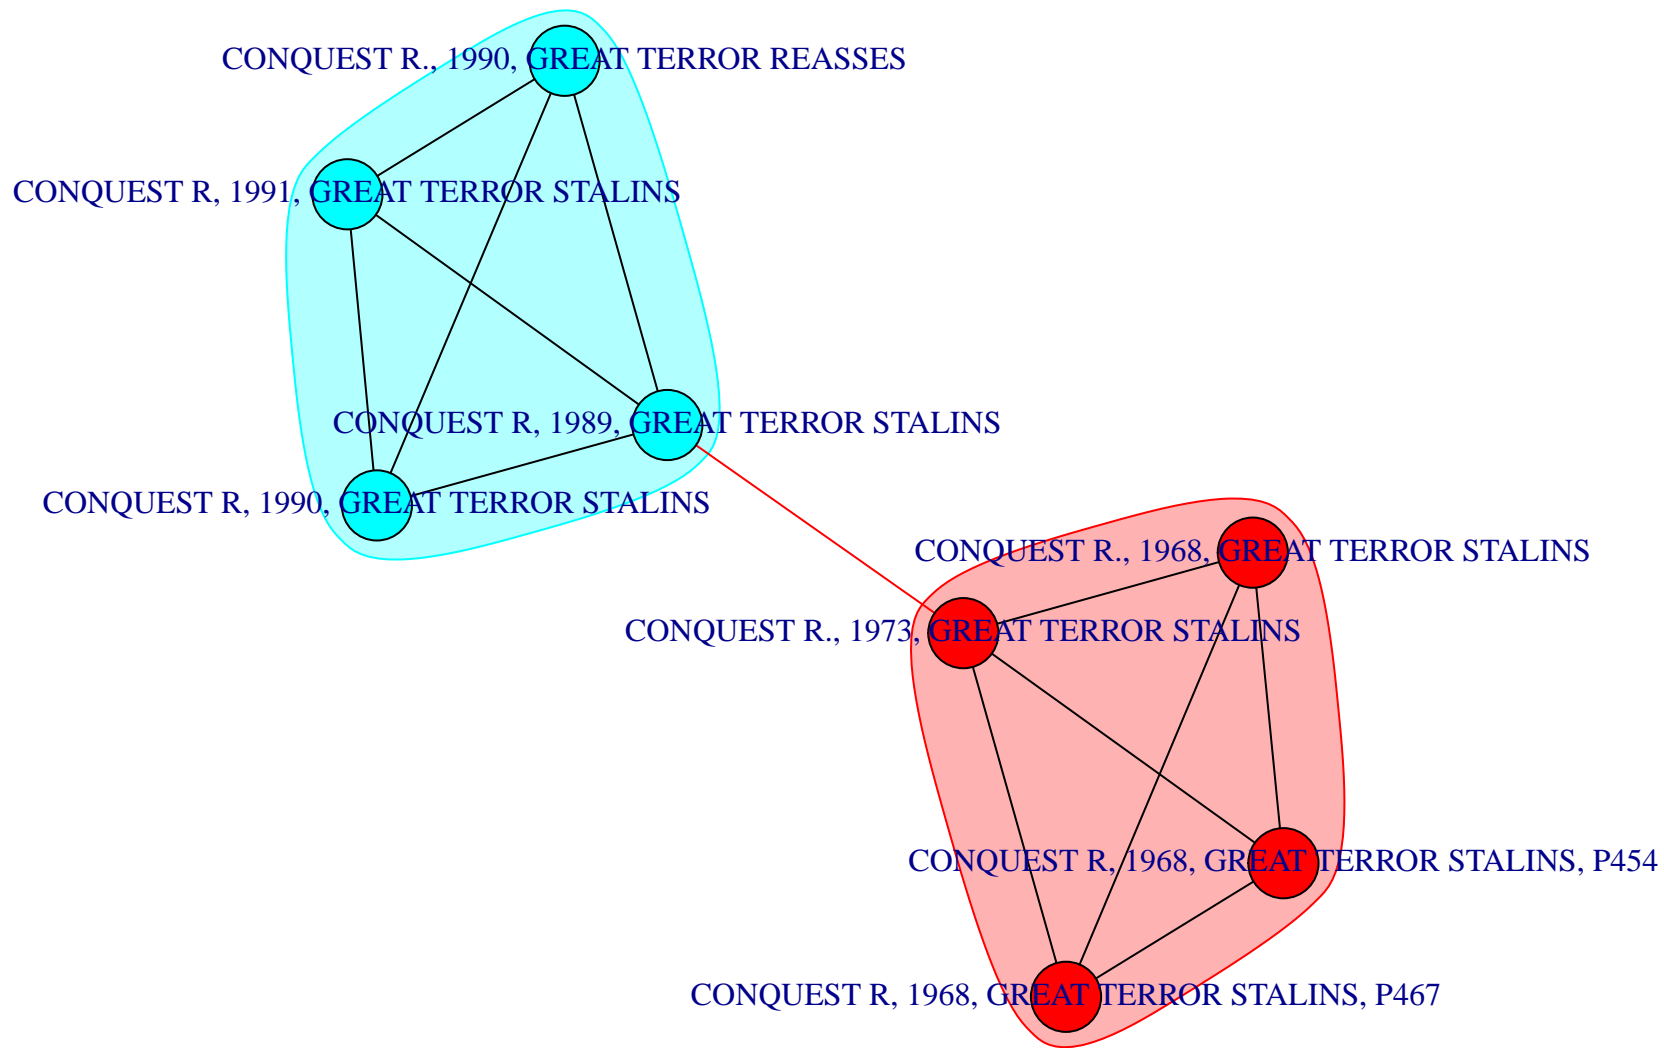 CONQUEST R., 1990, GREAT TERROR REASSES
CONQUEST R, 1991, GREAT TERROR STALINS
CONQUEST R, 1989, GREAT TERROR STALINS
CONQUEST R, 1990, GREAT TERROR STALINS
CONQUEST R., 1968, GREAT TERROR STALINS
CONQUEST R., 1973, GREAT TERROR STALINS
CONQUEST R, 1968, GREAT TERROR STALINS, P454
CONQUEST R, 1968, GREAT TERROR STALINS, P467